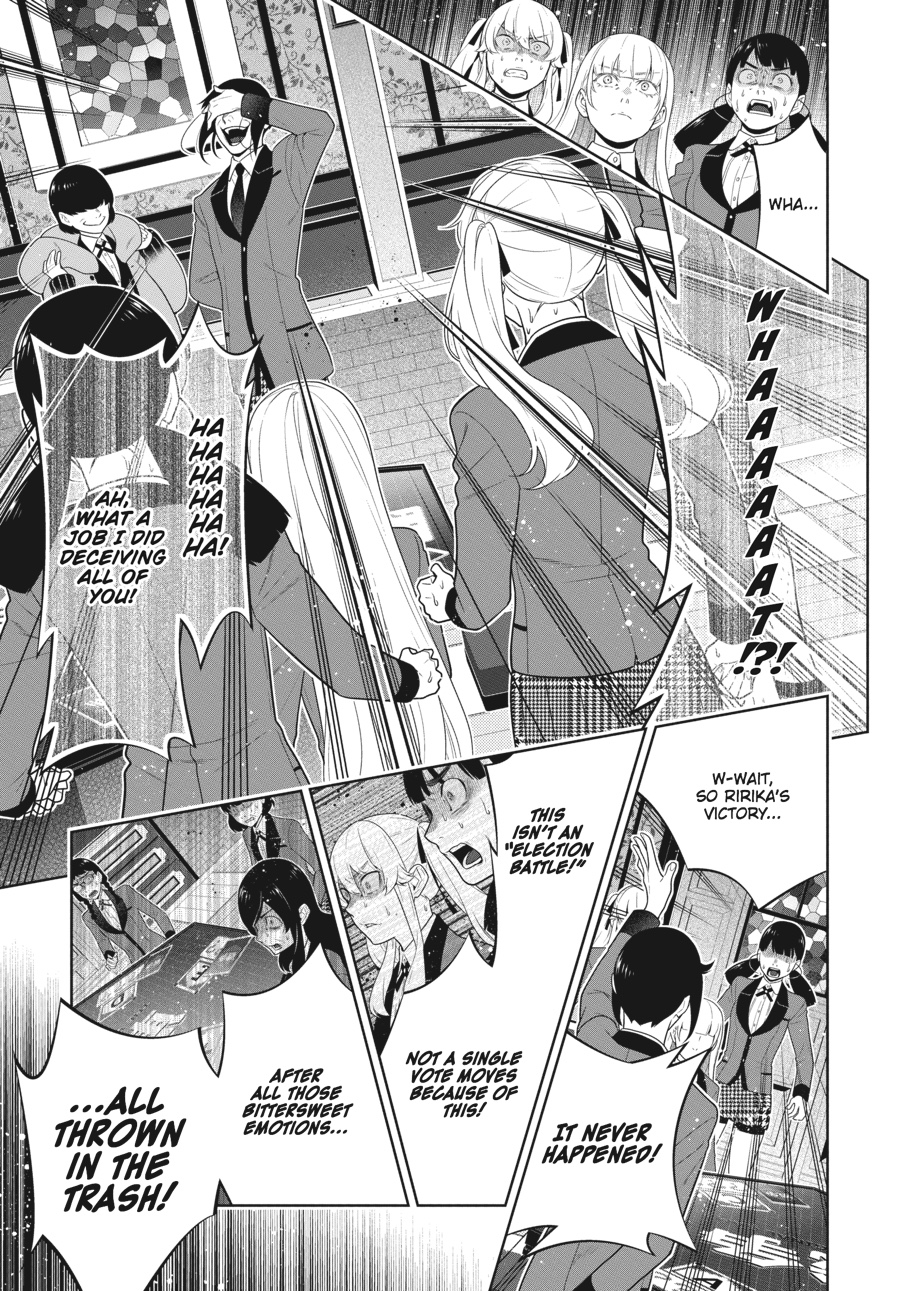 WHA...
WHAAAAAT!?!
HA
HA
HA
HA
HA
HA!
AH,
WHAT A
JOB I DID
DECEIVING
ALL OF
YOU!
W-WAIT,
SO RIRIKA'S
VICTORY...
IT NEVER
HAPPENED!
THIS
ISN'T AN
"ELECTION
BATTLE!"
NOT A SINGLE
VOTE MOVES
BECAUSE OF
THIS!
AFTER
ALL THOSE
BITTERSWEET
EMOTIONS...
...ALL
THROWN
IN THE
TRASH!